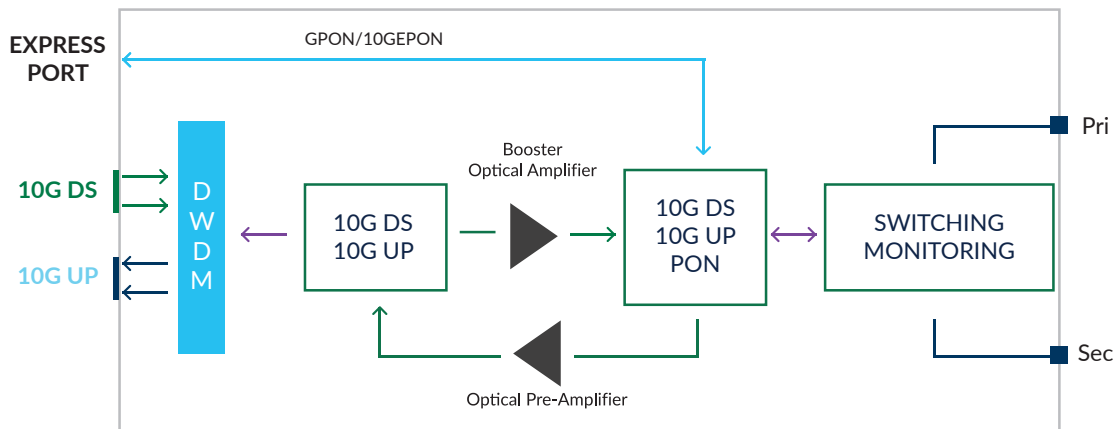 GPON/10GEPON
EXPRESS
PORT
Pri
Booster
Optical Amplifier
10G DS
D
W
D
M
10G DS
10G UP
10G DS
10G UP
PON
SWITCHING
MONITORING
10G UP
Sec
Optical Pre-Amplifier